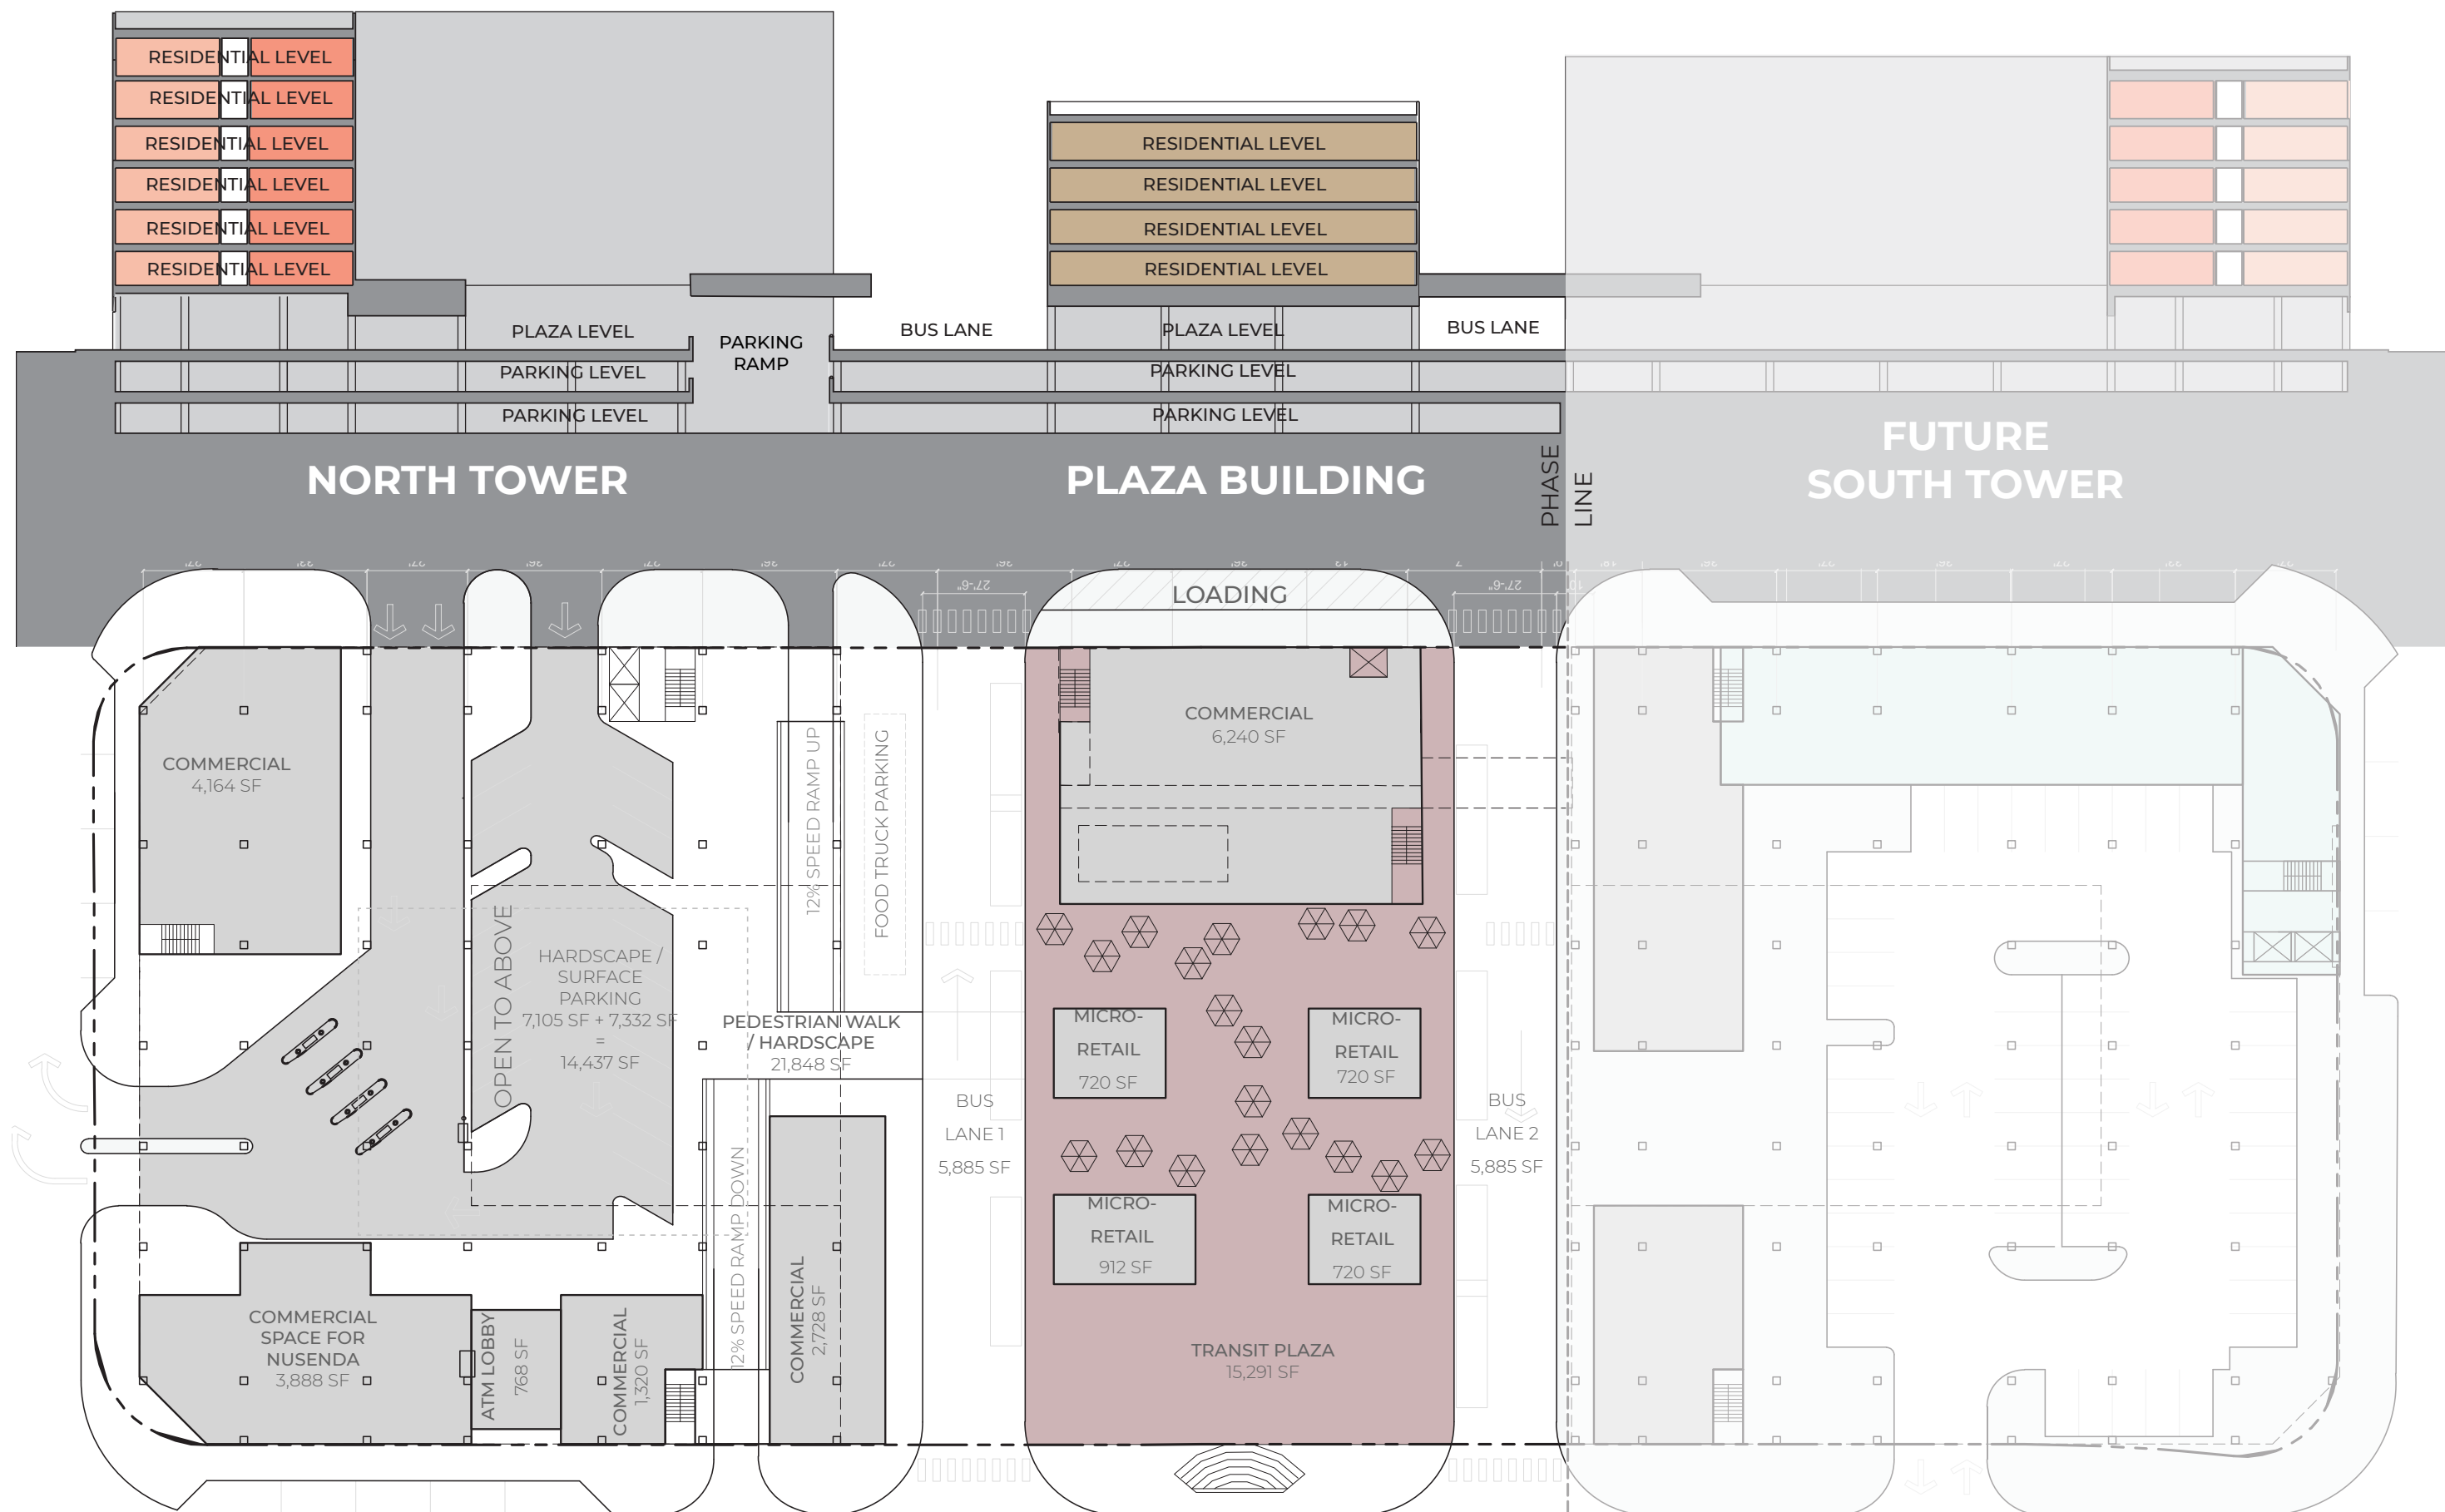 RESIDENTIAL LEVEL
RESIDENTIAL LEVEL
RESIDENTIAL LEVEL
RESIDENTIAL LEVEL
RESIDENTIAL LEVEL
RESIDENTIAL LEVEL
RESIDENTIAL LEVEL
RESIDENTIAL LEVEL
RESIDENTIAL LEVEL
RESIDENTIAL LEVEL
PLAZA LEVEL
PARKING
RAMP
BUS LANE
PLAZA LEVEL
BUS LANE
PARKING LEVEL
PARKING LEVEL
PARKING LEVEL
PARKING LEVEL
NORTH TOWER
PLAZA BUILDING
PHASE
LINE
FUTURE
SOUTH TOWER
27'-6"
27'-6"
LOADING
COMMERCIAL
4,164 SF
12% SPEED RAMP UP
FOOD TRUCK PARKING
COMMERCIAL
6,240 SF
OPEN TO ABOVE
HARDSCAPE /
SURFACE
PARKING
7,105 SF + 7,332 SF
=
14,437 SF
PEDESTRIAN WALK
/ HARDSCAPE
21,848 SF
BUS
LANE 1
5,885 SF
MICRO-
RETAIL
720 SF
MICRO-
RETAIL
720 SF
BUS
LANE 2
5,885 SF
MICRO-
RETAIL
912 SF
MICRO-
RETAIL
720 SF
COMMERCIAL
SPACE FOR
NUSENDA
3,888 SF
ATM LOBBY
768 SF
COMMERCIAL
1,320 SF
12% SPEED RAMP DOWN
COMMERCIAL
2,728 SF
TRANSIT PLAZA
15,291 SF